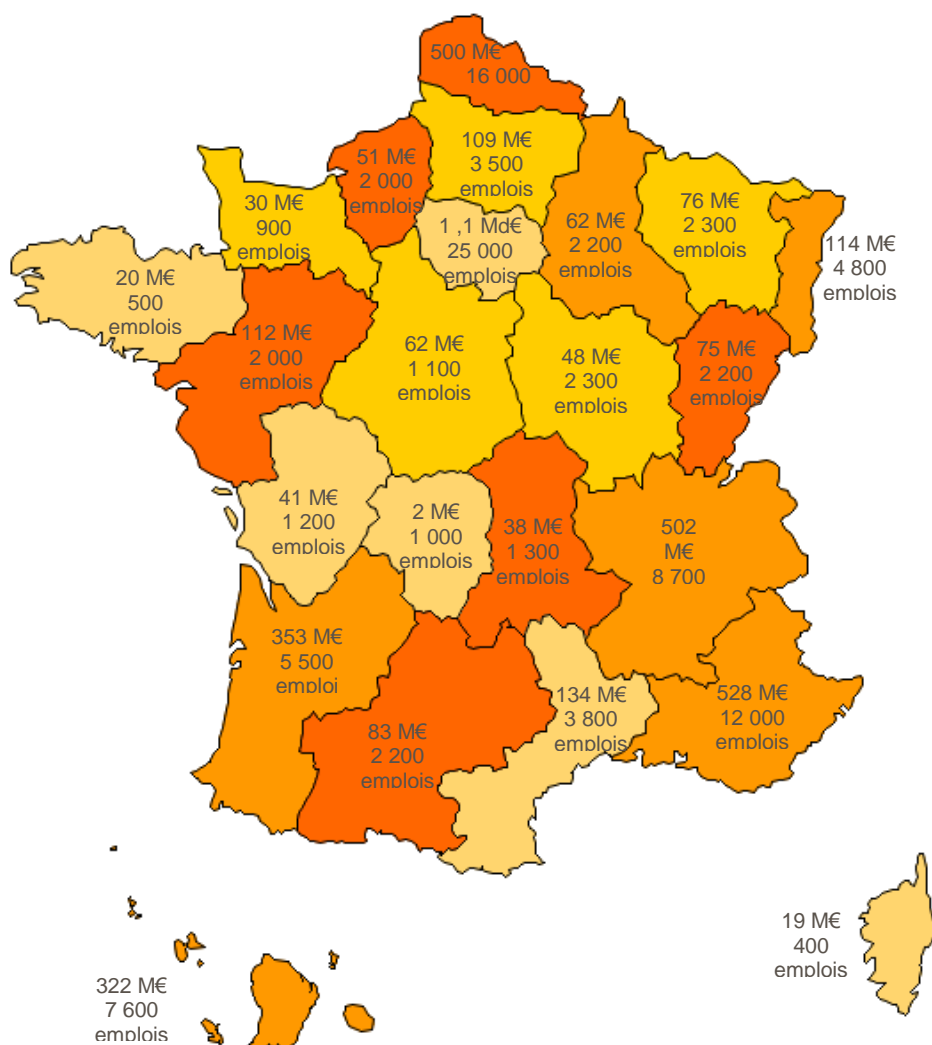 500 M€
16 000
109 M€
3 500
emplois
51 M€
2 000
emplois
30 M€
900
emplois
1 ,1 Md€
25 000
emplois
62 M€
2 200
emplois
76 M€
2 300
emplois
114 M€
4 800
emplois
20 M€
500
emplois
112 M€
2 000
emplois
62 M€
1 100
emplois
48 M€
2 300
emplois
75 M€
2 200
emplois
41 M€
1 200
emplois
2 M€
1 000
emplois
38 M€
1 300
emplois
502
M€
8 700
353 M€
5 500
emploi
83 M€
2 200
emplois
134 M€
3 800
emplois
528 M€
12 000
emplois
19 M€
400
emplois
322 M€
7 600
emplois